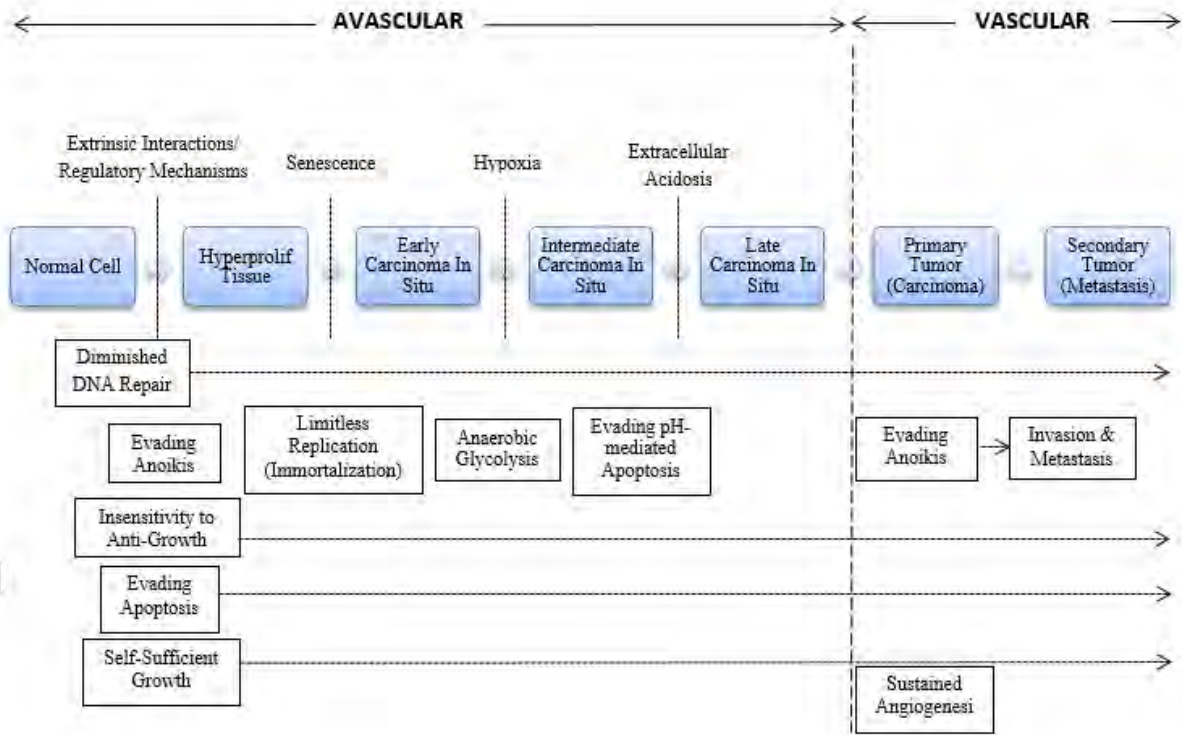 AVASCULAR
VASCULAR
Extrinsic Interactions/
Regulatory Mechanisms
Senescence
Hypoxia
Extracellular
Acidosis
Normal Cell
Hyperprolif
Tissue
Early
Carcinoma In
Situ
Intermediate
Carcinoma In
Situ
Late
Carcinoma In
Situ
Primary
Tumor
(Carcinoma)
Secondary
Tumor
(Metastasis)
Diminished
DNA Repair
Evading
Anoikis
Limitless
Replication
(Immortalization)
Anaerobic
Glycolysis
Evading pH-
mediated
Apoptosis
Evading
Anoikis
Invasion &
Metastasis
Insensitivity to
Anti-Growth
Evading
Apoptosis
Self-Sufficient
Growth
Sustained
Angiogenesi